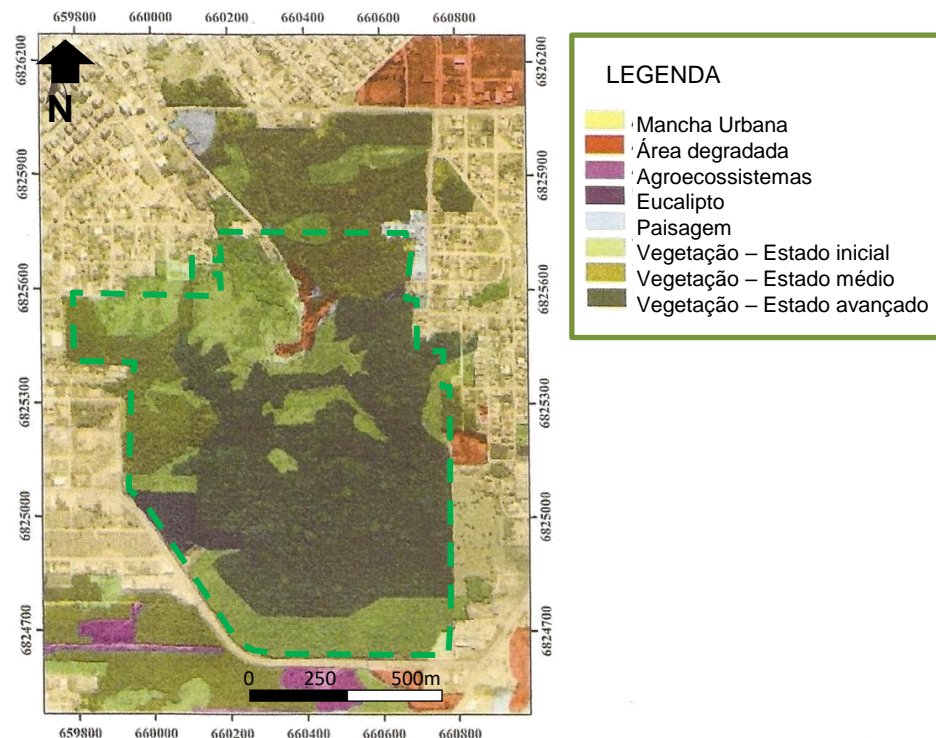 659800 660000 660200 660400 660600 660800
6826200
6825900
6825600
6825300
6825000
6824700
N
6826200
6825900
6825600
6825300
6825000
6824700
0 250 500m
659800 660000 660200 660400 660600 660800
LEGENDA
Mancha Urbana
Área degradada
Agroecossistemas
Eucalipto
Paisagem
Vegetação – Estado inicial
Vegetação – Estado médio
Vegetação – Estado avançado